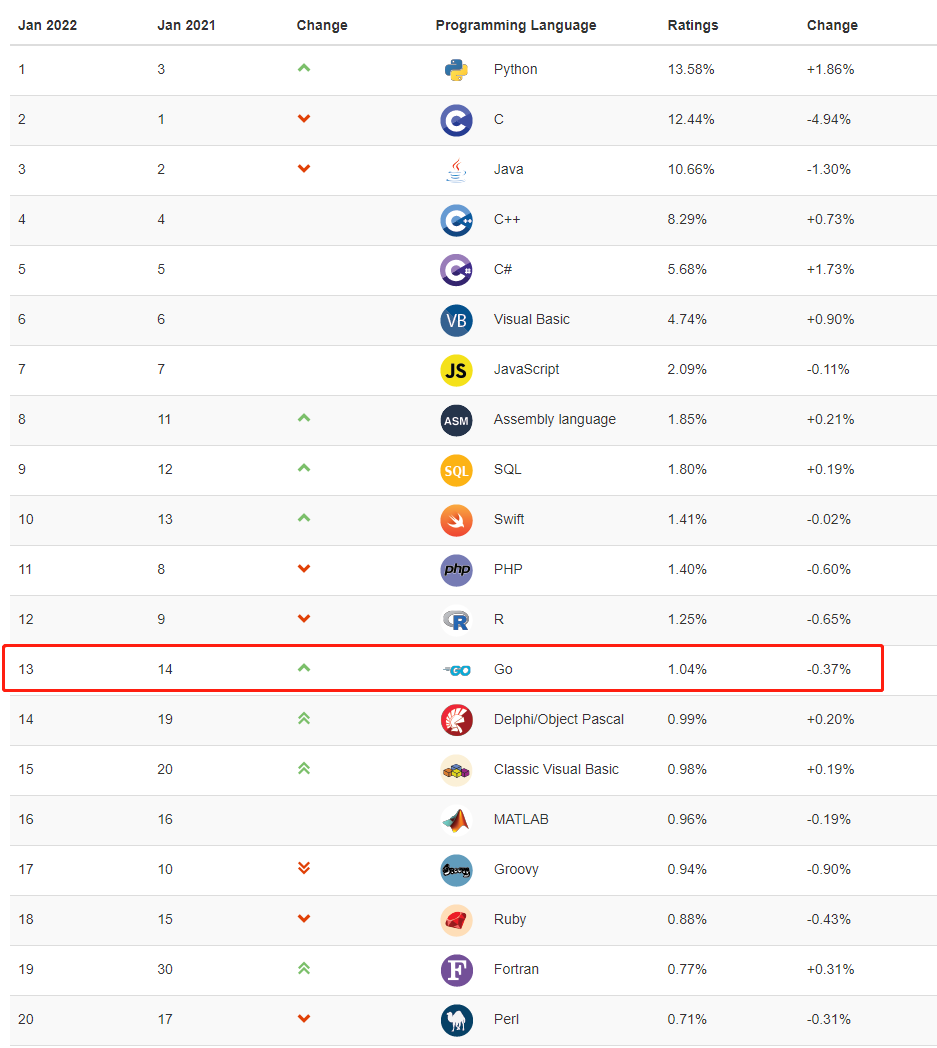 Jan 2022 Jan 2021 Change Programming Language Ratings Change
1 3 Python 13.58% +1.86%
2 1 C C 12.44% -4.94%
3 2 Java 10.66% -1.30%
4 4 C++ C++ 8.29% +0.73%
5 5 C# C# 5.68% +1.73%
6 6 VB Visual Basic 4.74% +0.90%
7 7 JS JavaScript 2.09% -0.11%
8 11 ASM Assembly language 1.85% +0.21%
9 12 SQL SQL 1.80% +0.19%
10 13 Swift 1.41% -0.02%
11 8 php PHP 1.40% -0.60%
12 9 R R 1.25% -0.65%
13 14 GO Go 1.04% -0.37%
14 19 Delphi/Object Pascal 0.99% +0.20%
15 20 Classic Visual Basic 0.98% +0.19%
16 16 MATLAB 0.96% -0.19%
17 10 Groovy 0.94% -0.90%
18 15 Ruby 0.88% -0.43%
19 30 F Fortran 0.77% +0.31%
20 17 Perl 0.71% -0.31%